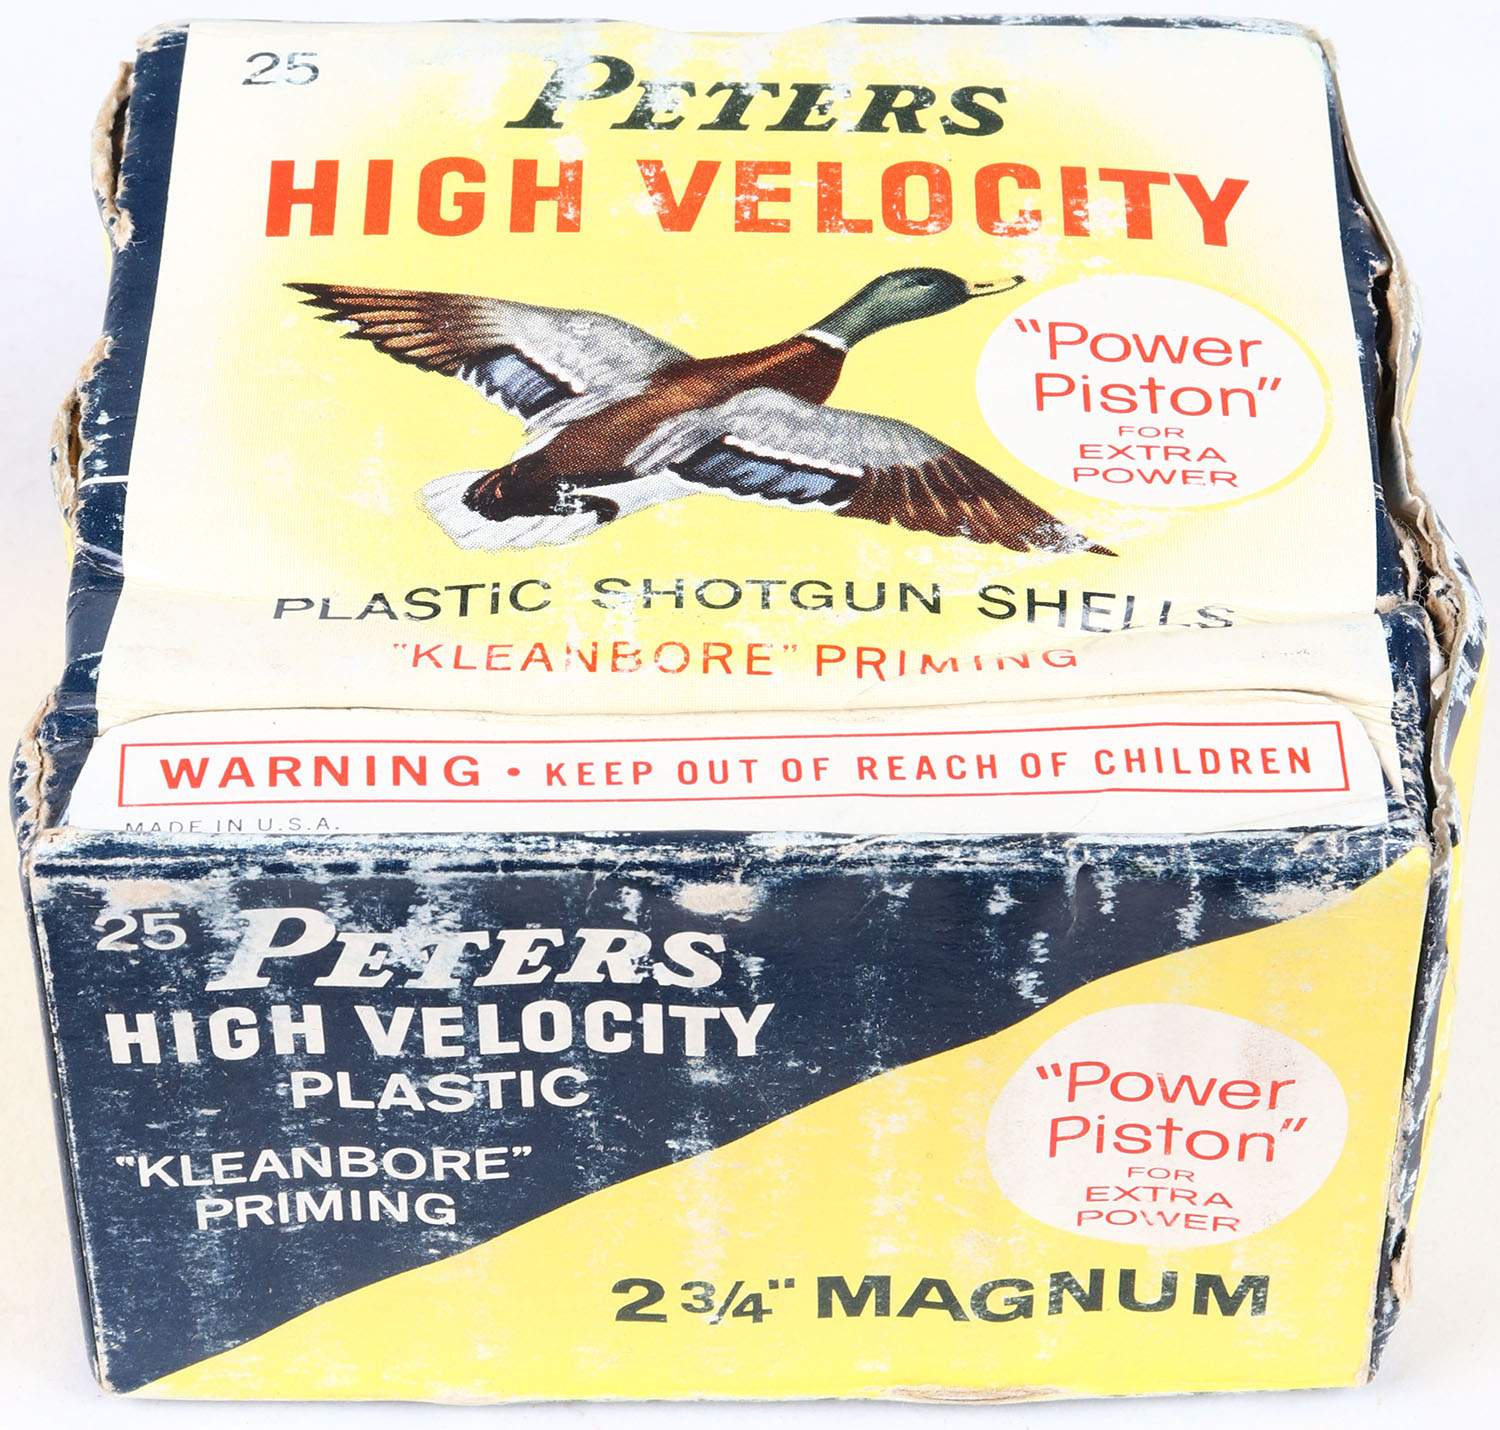 25
PETERS
HIGH VELOCITY
"Power
Piston"
FOR
EXTRA
POWER
PLASTIC SHOTGUN SHELLS
"KLEANBORE" PRIMING
WARNING • KEEP OUT OF REACH OF CHILDREN
MADE IN U.S.A.
25 PETERS
HIGH VELOCITY
PLASTIC
"KLEANBORE"
PRIMING
"Power
Piston"
FOR
EXTRA
POWER
2 3/4" MAGNUM